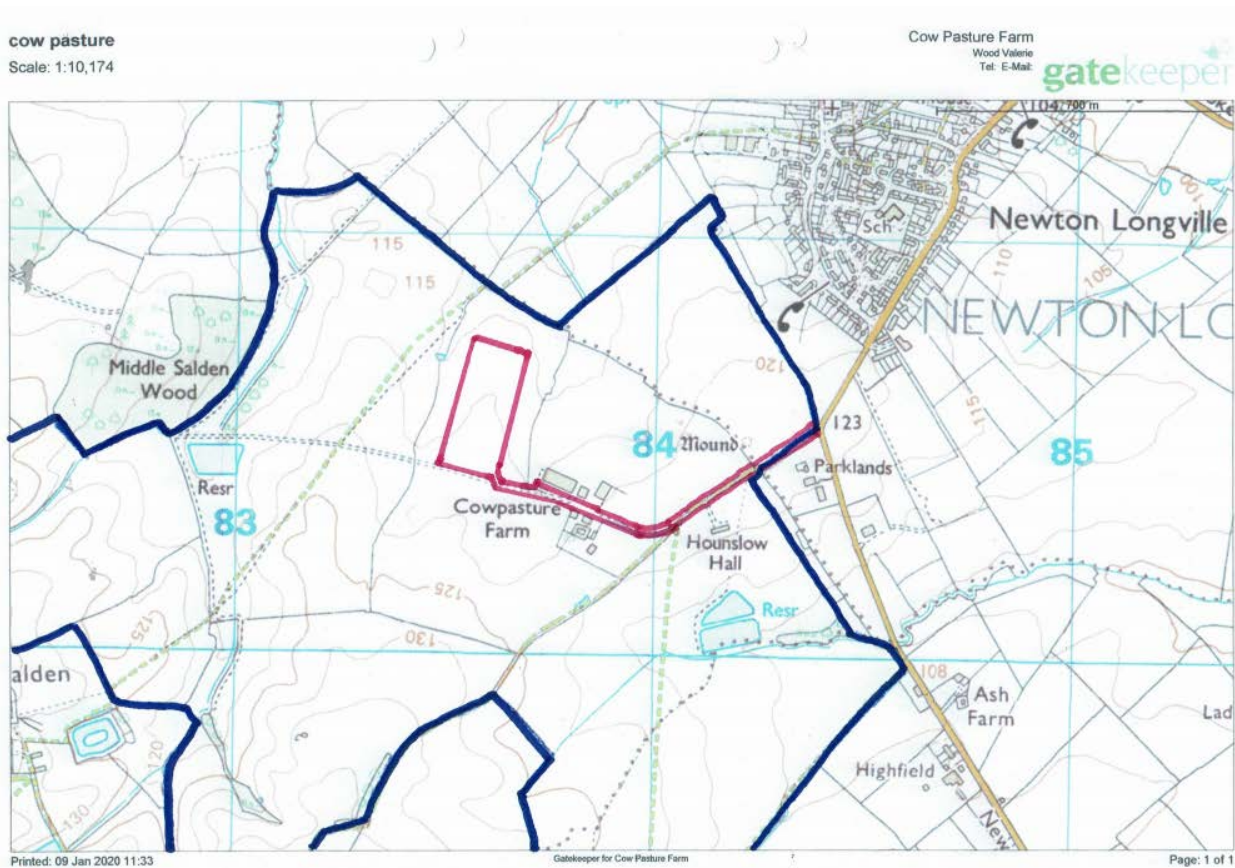 cow pasture
Scale: 1:10,174
Cow Pasture Farm
Wood Valerie
Tel: E-Mail:
gatekeeper
700 m
104
Sch
Newton Longville
115
115
110
105
100
NEWTON LO
Middle Salden
Wood
120
115
123
84
Mound
85
Parklands
Resr
83
Cowpasture
Farm
Hounslow
Hall
125
Resr
125
130
alden
108
Ash
Farm
Lad
120
Highfield
130
New
Printed: 09 Jan 2020 11:33
Gatekeeper for Cow Pasture Farm
Page: 1 of 1